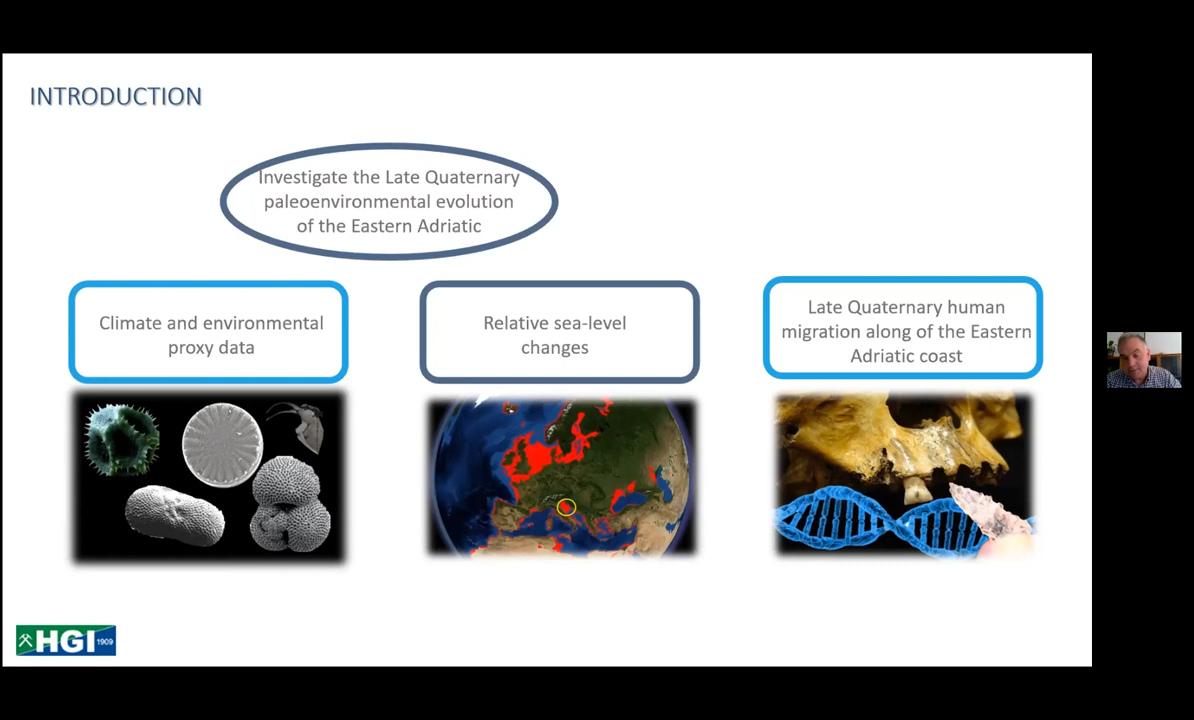 INTRODUCTION
Investigate the Late Quaternary
paleoenvironmental evolution
of the Eastern Adriatic
Climate and environmental
proxy data
Relative sea-level
changes
Late Quaternary human
migration along of the Eastern
Adriatic coast
HGI 1909